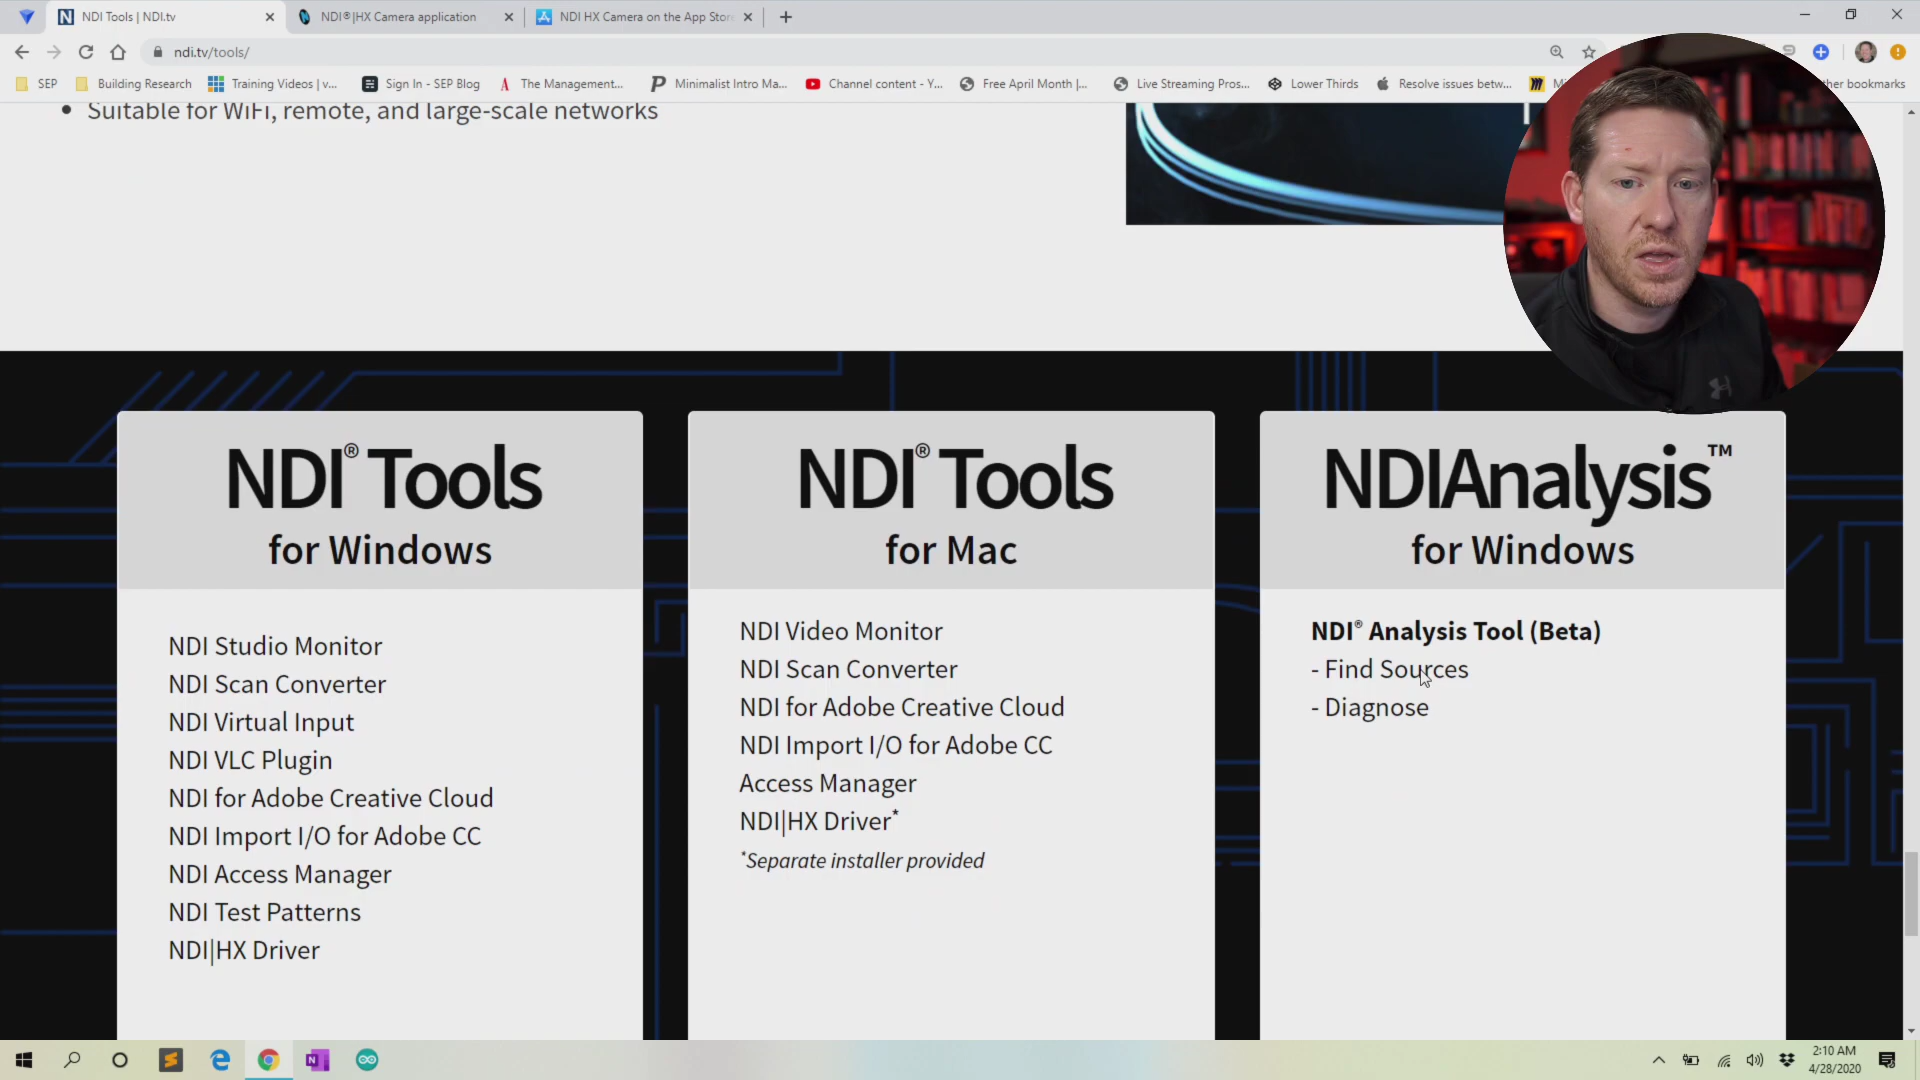 NDI Tools | NDI.tv
NDI®|HX Camera application
NDI HX Camera on the App Stor
ndi.tv/tools/
SEP
Building Research
Training Videos | v...
Sign In - SEP Blog
The Management...
Minimalist Intro Ma...
Channel content - Y...
Free April Month |...
Live Streaming Pros...
Lower Thirds
Resolve issues betw...
her bookmarks
• Suitable for WiFi, remote, and large-scale networks
NDI® Tools
for Windows
NDI Studio Monitor
NDI Scan Converter
NDI Virtual Input
NDI VLC Plugin
NDI for Adobe Creative Cloud
NDI Import I/O for Adobe CC
NDI Access Manager
NDI Test Patterns
NDI|HX Driver
NDI® Tools
for Mac
NDI Video Monitor
NDI Scan Converter
NDI for Adobe Creative Cloud
NDI Import I/O for Adobe CC
Access Manager
NDI|HX Driver*
*Separate installer provided
NDIAnalysis™
for Windows
NDI® Analysis Tool (Beta)
- Find Sources
- Diagnose
2:10 AM
4/28/2020